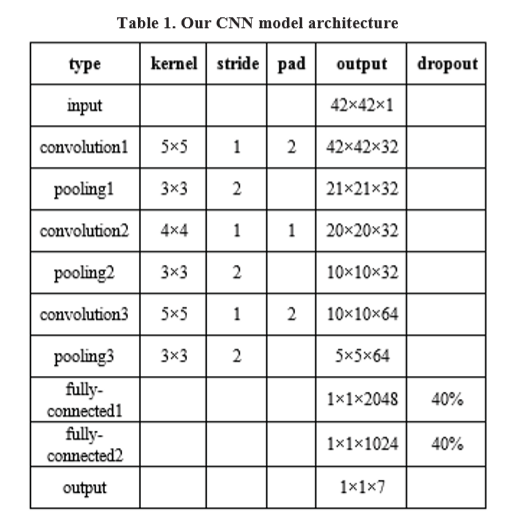 Table 1. Our CNN model architecture
type kernel stride pad output dropout
input 42×42×1
convolution1 5×5 1 2 42×42×32
pooling1 3×3 2 21×21×32
convolution2 4×4 1 1 20×20×32
pooling2 3×3 2 10×10×32
convolution3 5×5 1 2 10×10×64
pooling3 3×3 2 5×5×64
fully-
connected1 1×1×2048 40%
fully-
connected2 1×1×1024 40%
output 1×1×7